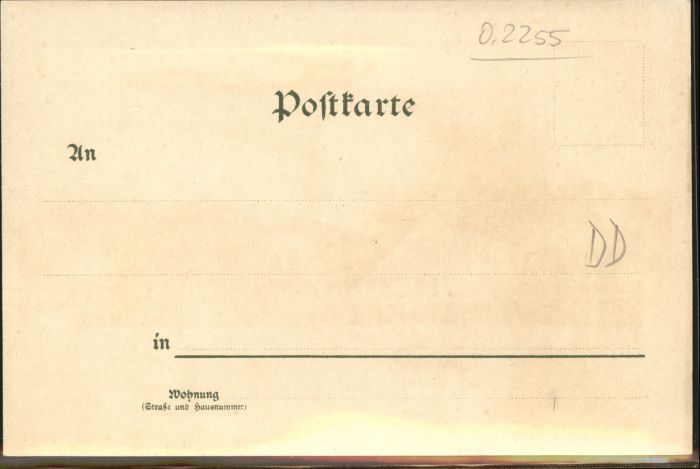 0.2255
Postkarte
An
DD
in
Wohnung
(Straße und Hausnummer)